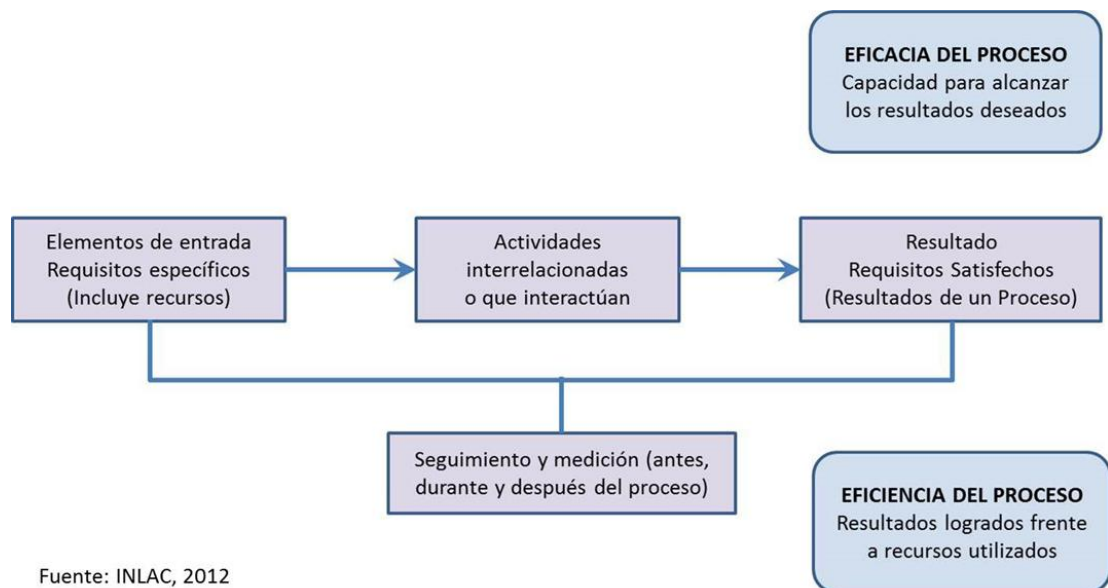 EFICACIA DEL PROCESO
Capacidad para alcanzar
los resultados deseados
Elementos de entrada
Requisitos específicos
(Incluye recursos)
Actividades
interrelacionadas
o que interactúan
Resultado
Requisitos Satisfechos
(Resultados de un Proceso)
Seguimiento y medición (antes,
durante y después del proceso)
EFICIENCIA DEL PROCESO
Resultados logrados frente
a recursos utilizados
Fuente: INLAC, 2012